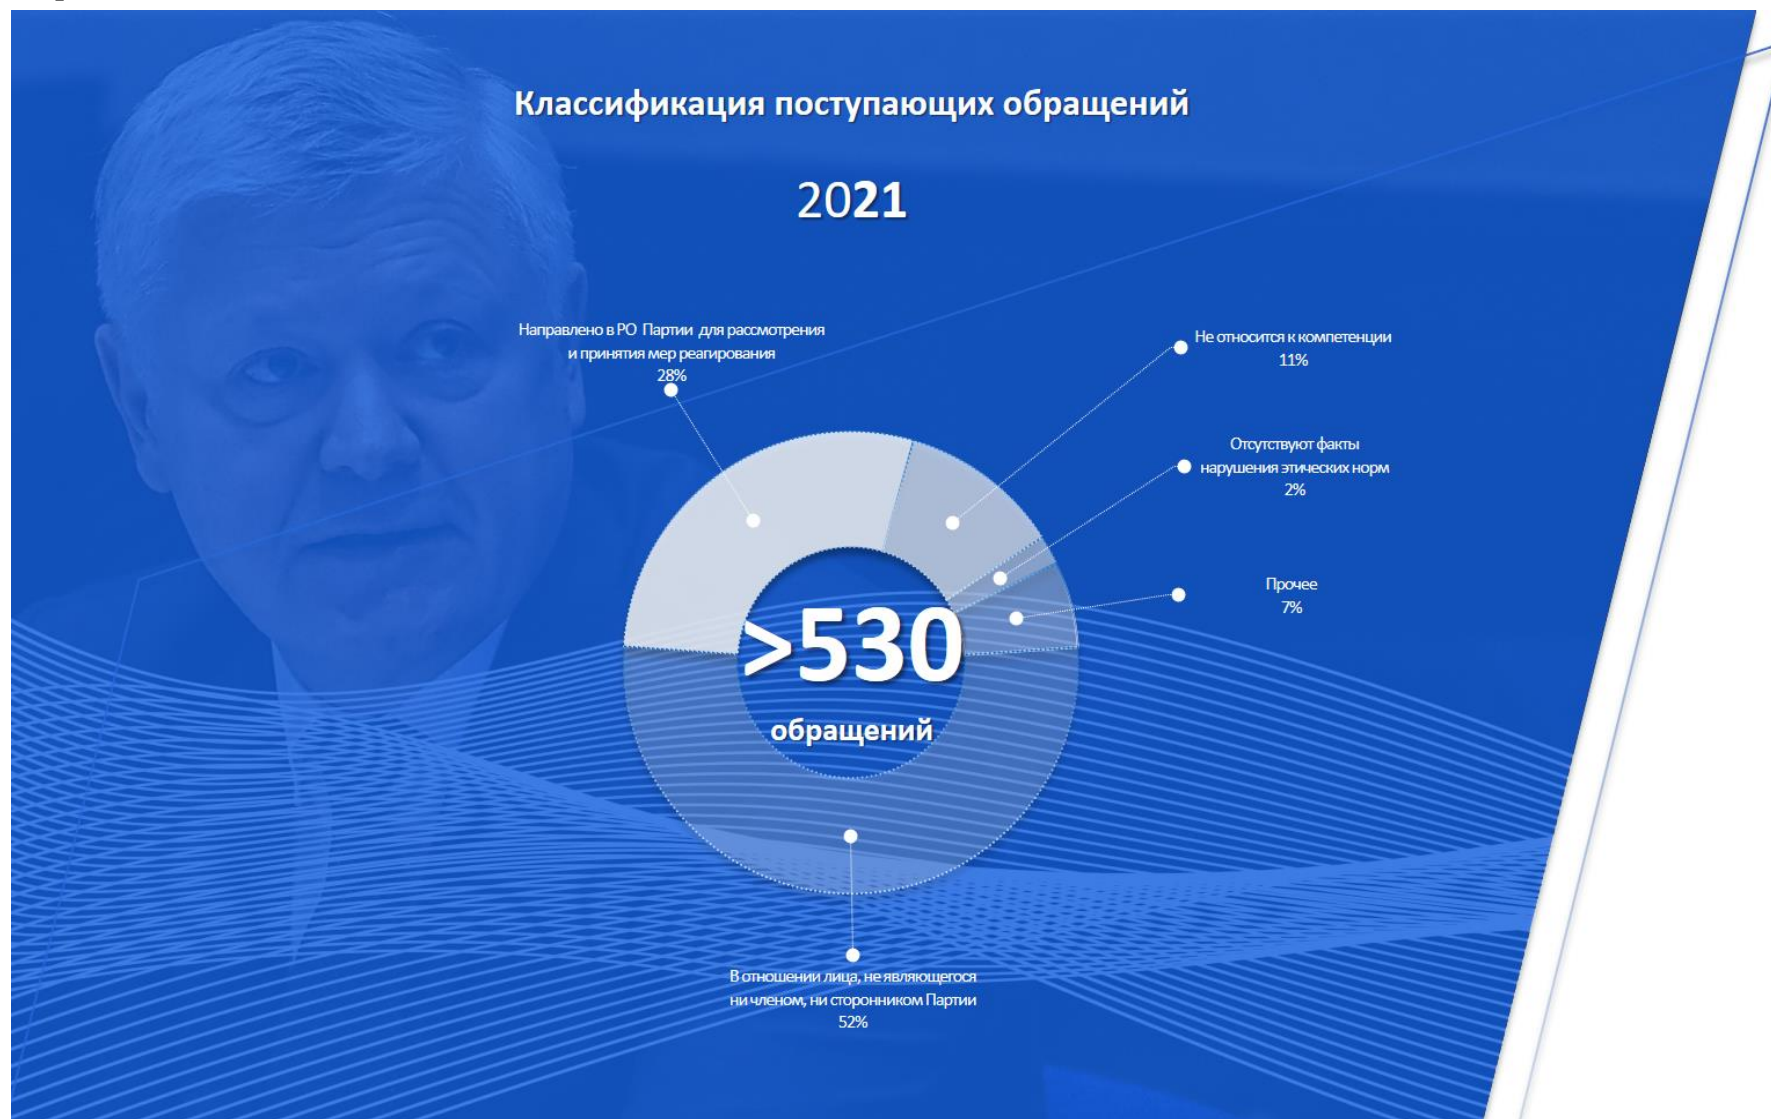 Классификация поступающих обращений
2021
Направлено в РО Партии для рассмотрения
и принятия мер реагирования
28%
Не относится к компетенции
11%
Отсутствуют факты
нарушения этических норм
2%
Прочее
7%
>530
обращений
В отношении лица, не являющегося
ни членом, ни сторонником Партии
52%